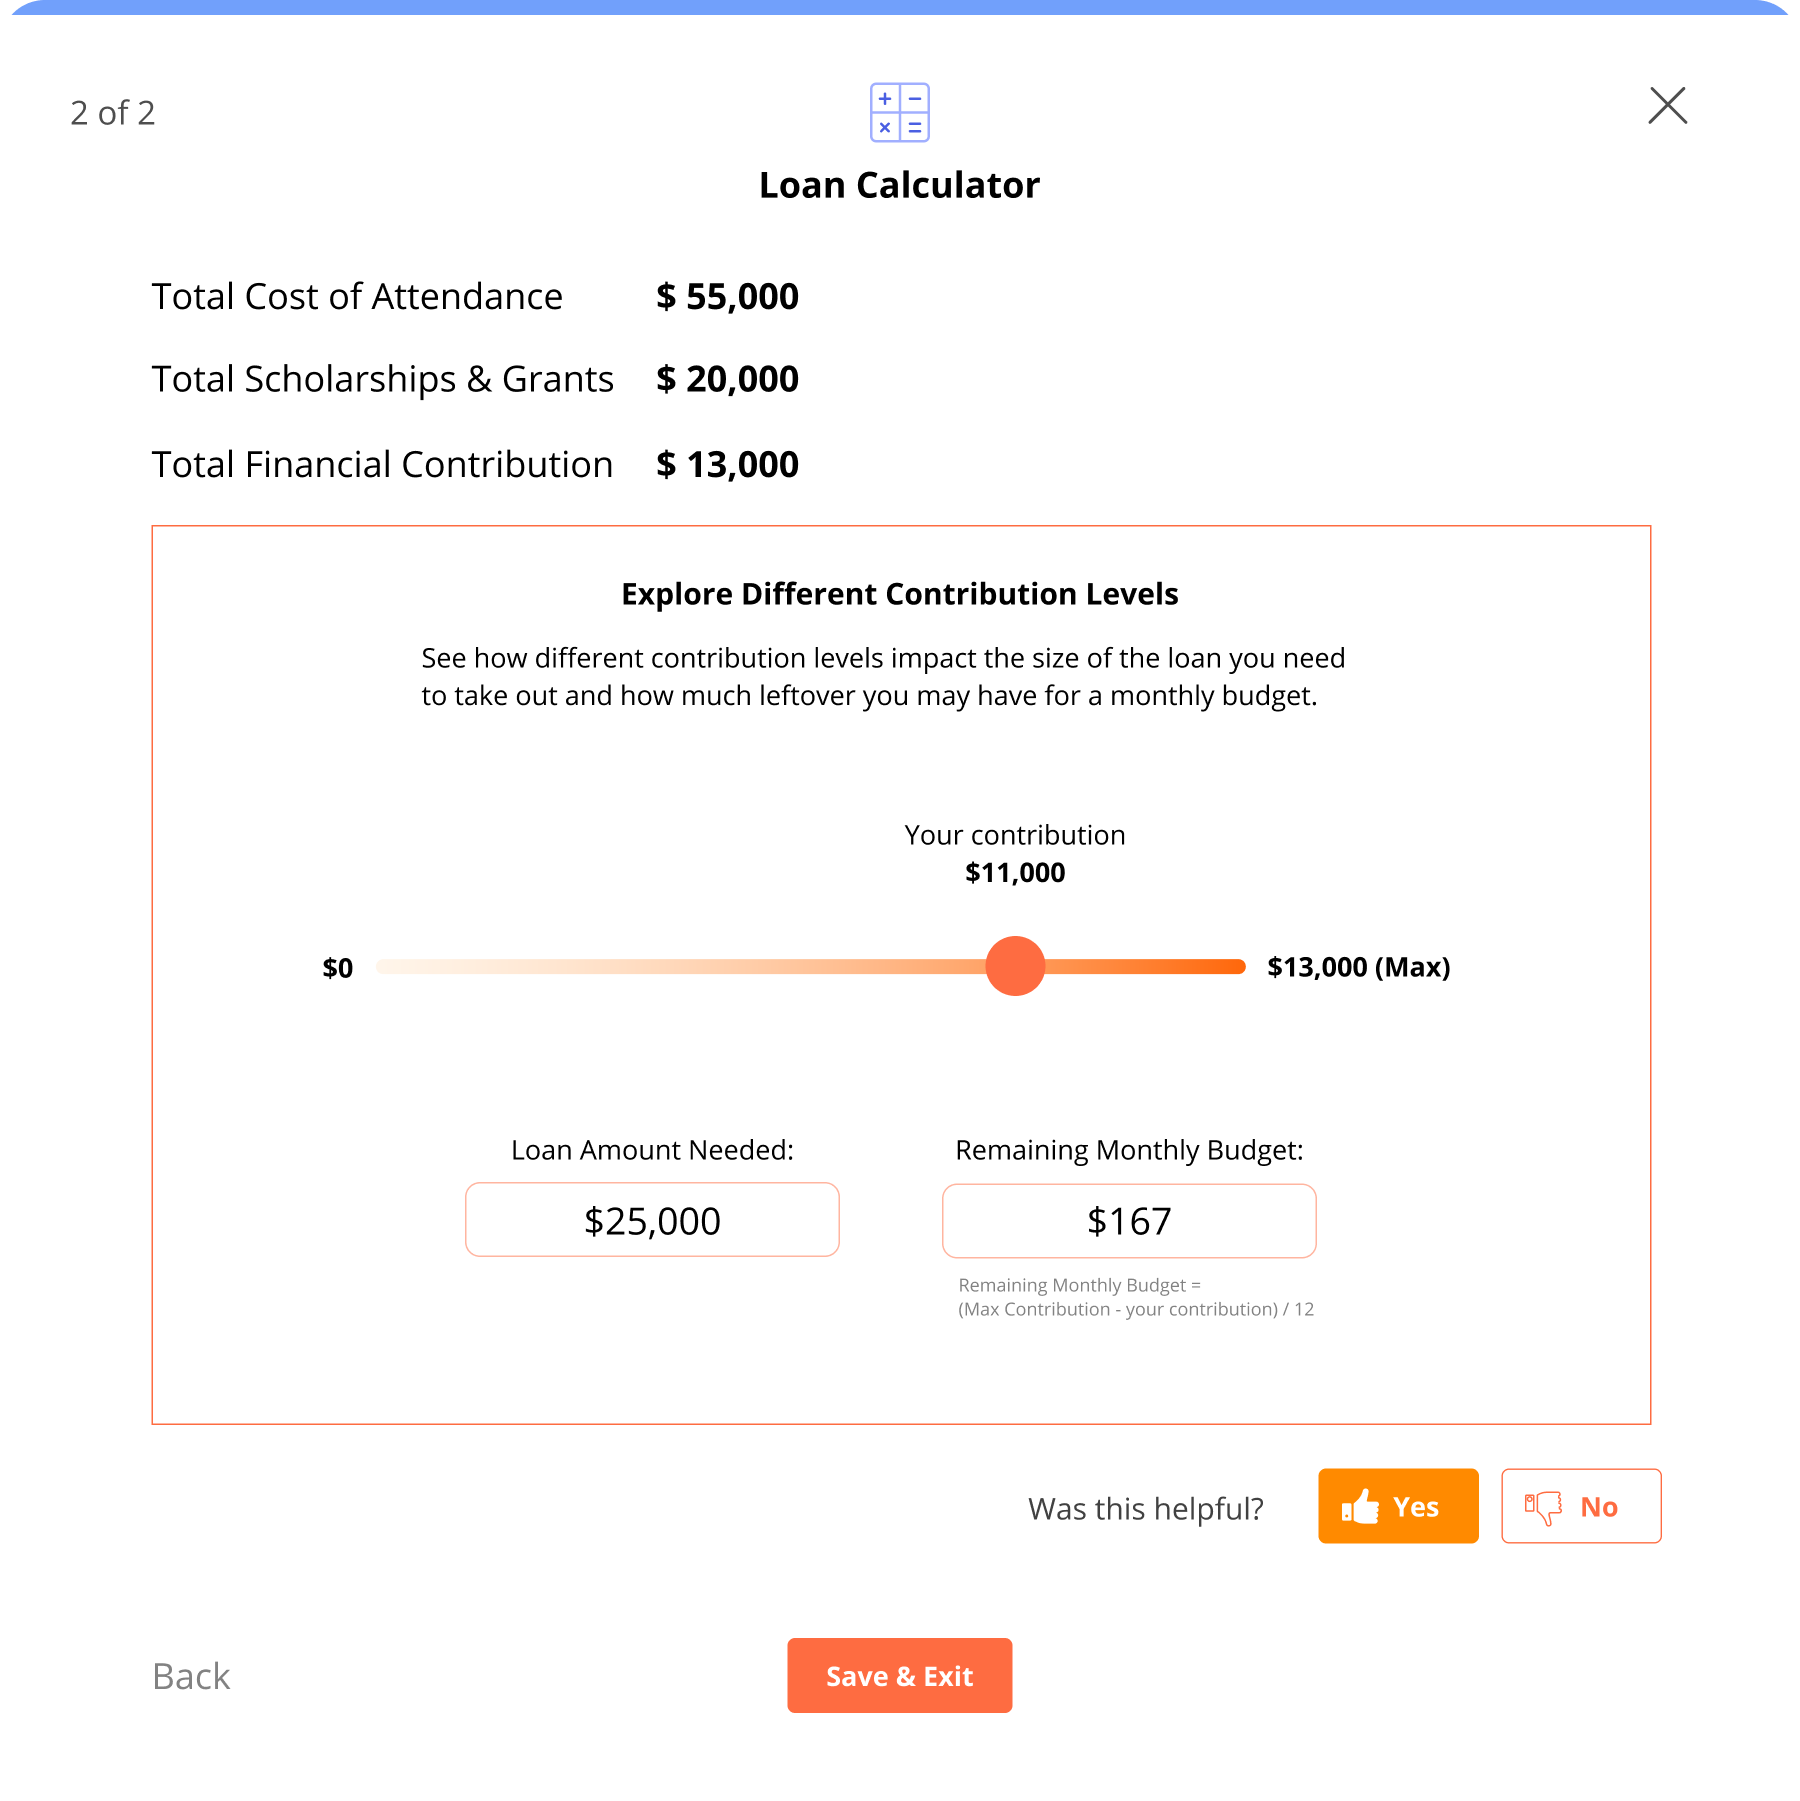 2 of 2
Loan Calculator
Total Cost of Attendance $ 55,000
Total Scholarships & Grants $ 20,000
Total Financial Contribution $ 13,000
Explore Different Contribution Levels
See how different contribution levels impact the size of the loan you need
to take out and how much leftover you may have for a monthly budget.
Your contribution
$11,000
$0 $13,000 (Max)
Loan Amount Needed: Remaining Monthly Budget:
$25,000 $167
Remaining Monthly Budget =
(Max Contribution - your contribution) / 12
Was this helpful? Yes No
Back Save & Exit